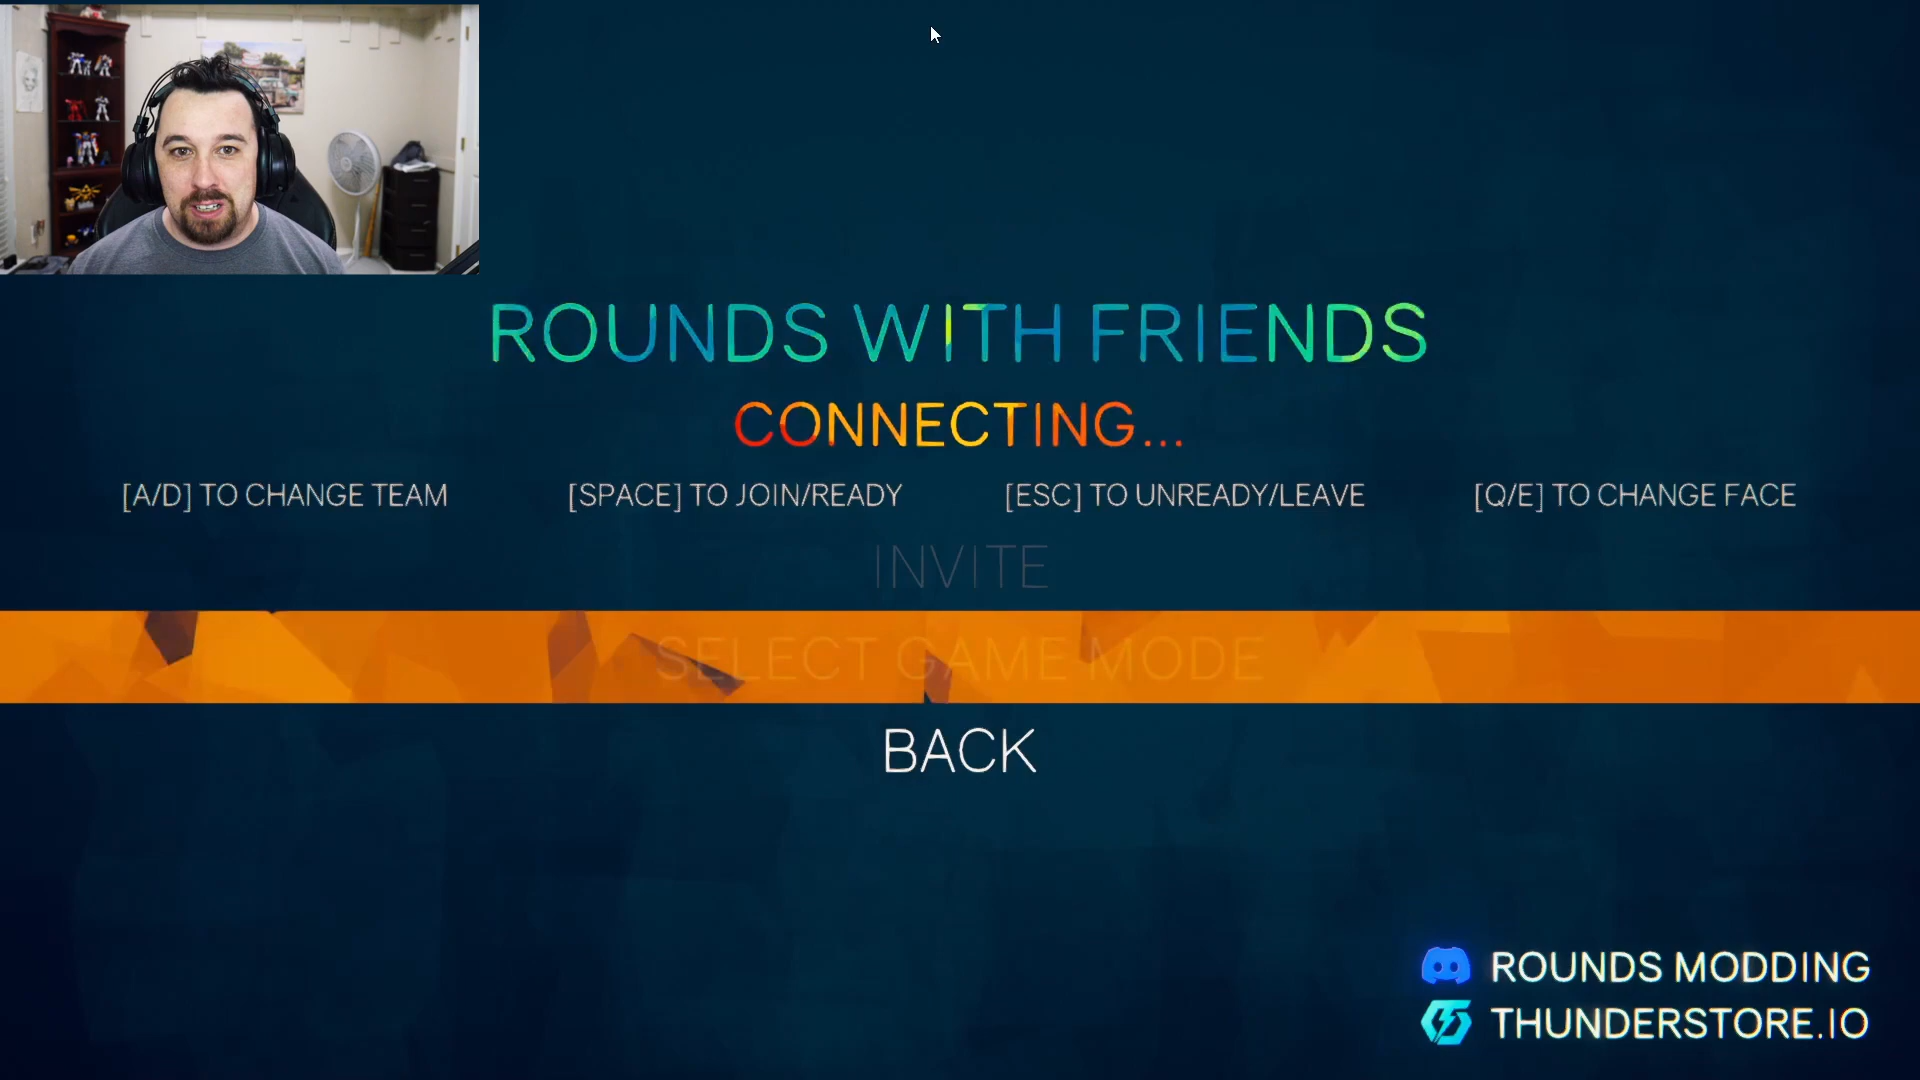 ROUNDS WITH FRIENDS
CONNECTING...
[A/D] TO CHANGE TEAM
[SPACE] TO JOIN/READY
[ESC] TO UNREADY/LEAVE
[Q/E] TO CHANGE FACE
INVITE
SELECT GAME MODE
BACK
ROUNDS MODDING
THUNDERSTORE.IO